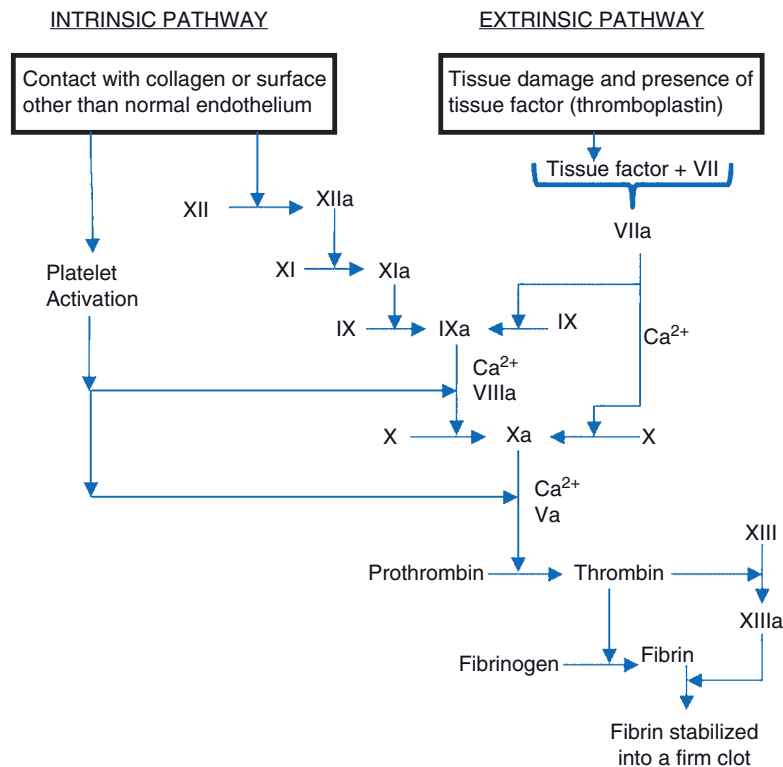 INTRINSIC PATHWAY
EXTRINSIC PATHWAY
Contact with collagen or surface
other than normal endothelium
Tissue damage and presence of
tissue factor (thromboplastin)
Tissue factor + VII
XII
XIIa
VIIa
Platelet
Activation
XI
XIa
IX
IXa
IX
Ca²⁺
Ca²⁺
VIIIa
X
Xa
X
Ca²⁺
Va
XIII
Prothrombin
Thrombin
XIIIa
Fibrinogen
Fibrin
Fibrin stabilized
into a firm clot